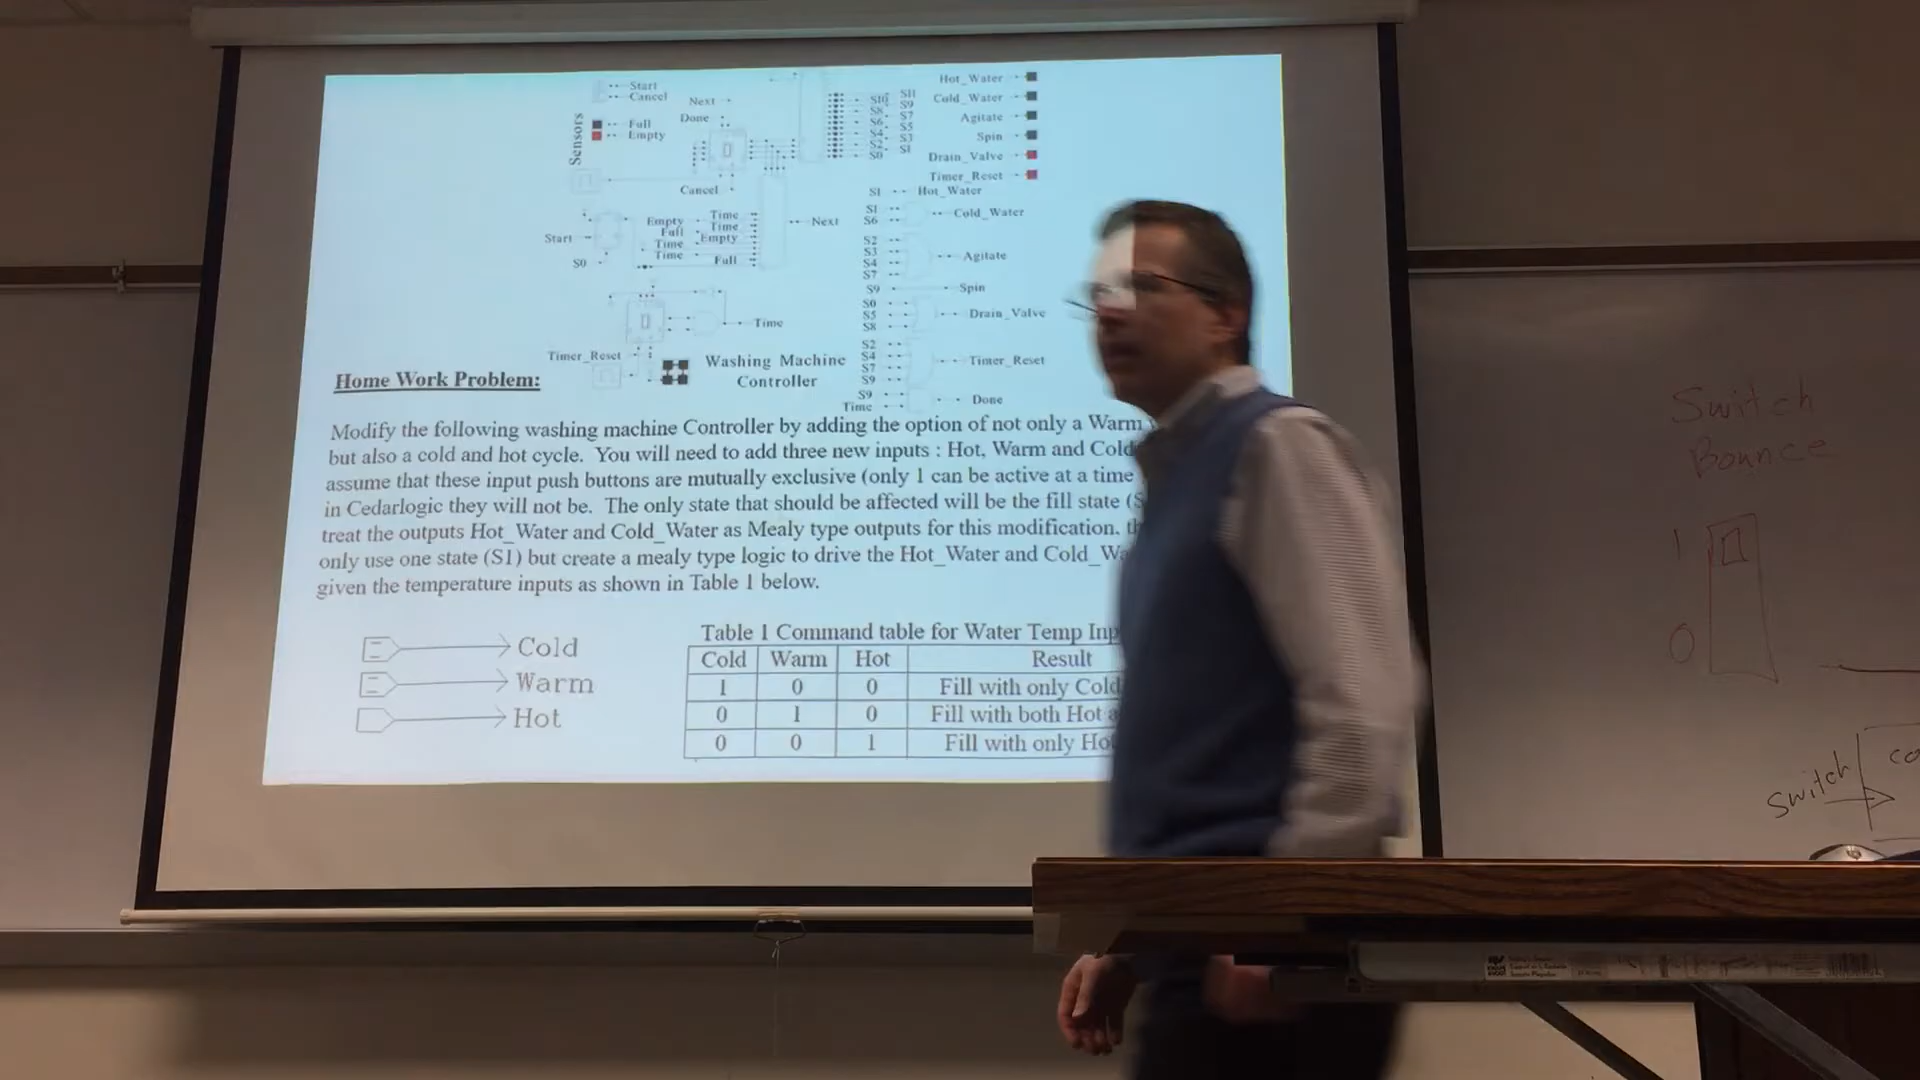 Start
Cancel
Sensors
Full
Empty
Next
Done
Cancel
S10 S11
S8 S9
S6 S7
S4 S5
S2 S3
S0 S1
Hot_Water
Cold_Water
Agitate
Spin
Drain_Valve
Timer_Reset
Start
S0
Empty Time
Full Time
Time Empty
Time Full
Next
S1 Hot_Water
S1
S6
Cold_Water
S2
S3
S4
S7
Agitate
S9 Spin
S0
S5
S8
Drain_Valve
S2
S4
S7
S9
Timer_Reset
S9
Time
Done
Time
Timer_Reset
Washing Machine
Controller
Home Work Problem:
Modify the following washing machine Controller by adding the option of not only a Warm
but also a cold and hot cycle. You will need to add three new inputs : Hot, Warm and Cold
assume that these input push buttons are mutually exclusive (only 1 can be active at a time
in Cedarlogic they will not be. The only state that should be affected will be the fill state (S
treat the outputs Hot_Water and Cold_Water as Mealy type outputs for this modification. th
only use one state (S1) but create a mealy type logic to drive the Hot_Water and Cold_Wa
given the temperature inputs as shown in Table 1 below.
Cold
Warm
Hot
Table 1 Command table for Water Temp Inp
Cold Warm Hot Result
1 0 0 Fill with only Cold
0 1 0 Fill with both Hot a
0 0 1 Fill with only Ho
Switch
Bounce
1
0
switch
co